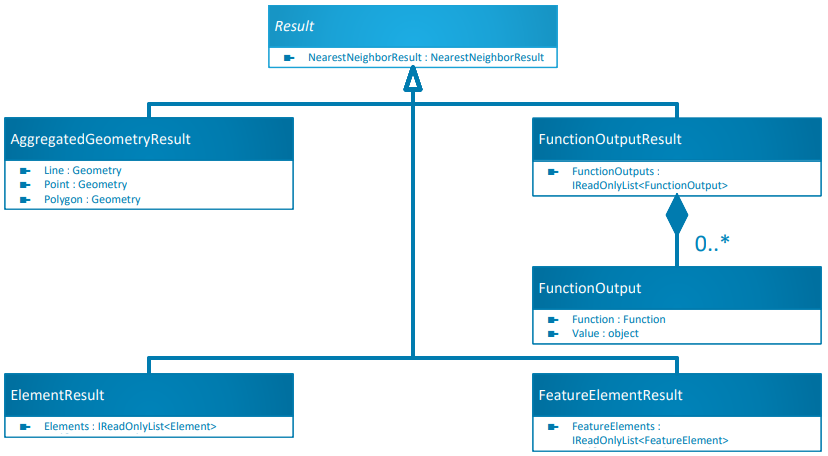 Result
NearestNeighborResult : NearestNeighborResult
AggregatedGeometryResult
Line : Geometry
Point : Geometry
Polygon : Geometry
FunctionOutputResult
FunctionOutputs :
IReadOnlyList<FunctionOutput>
0..*
FunctionOutput
Function : Function
Value : object
ElementResult
Elements : IReadOnlyList<Element>
FeatureElementResult
FeatureElements :
IReadOnlyList<FeatureElement>